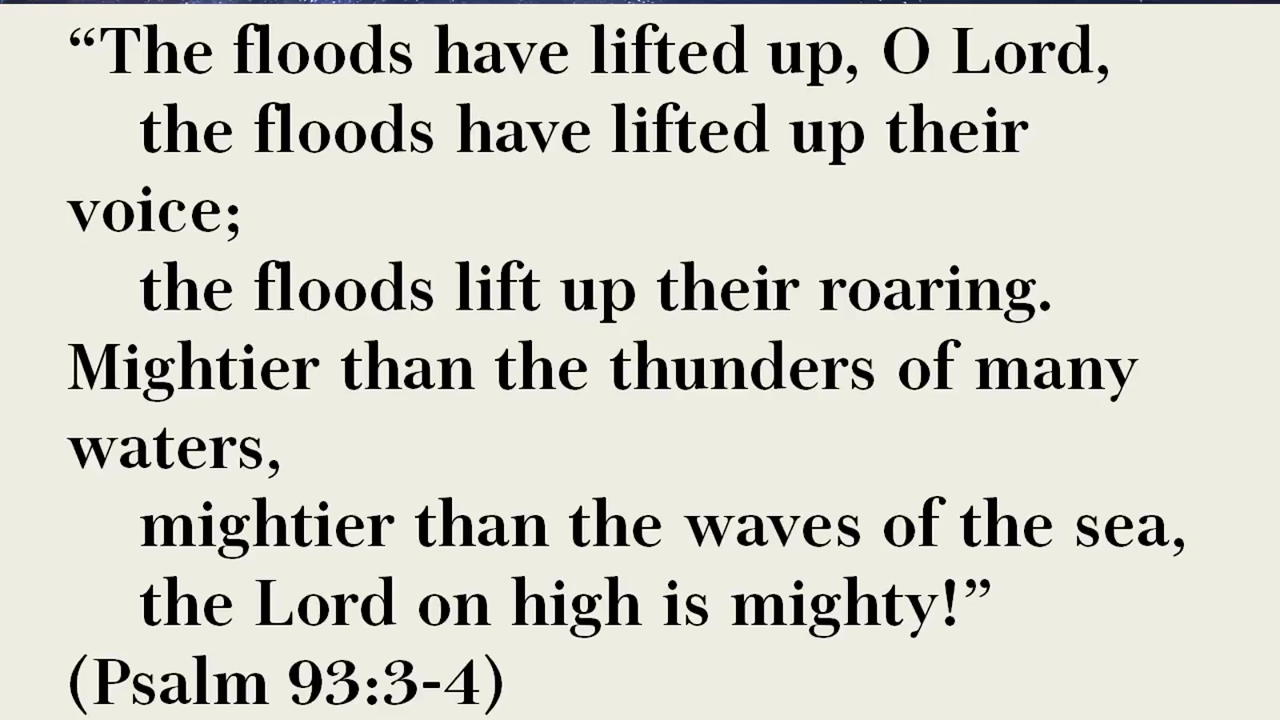 “The floods have lifted up, O Lord,
the floods have lifted up their
voice;
the floods lift up their roaring.
Mightier than the thunders of many
waters,
mightier than the waves of the sea,
the Lord on high is mighty!”
(Psalm 93:3-4)